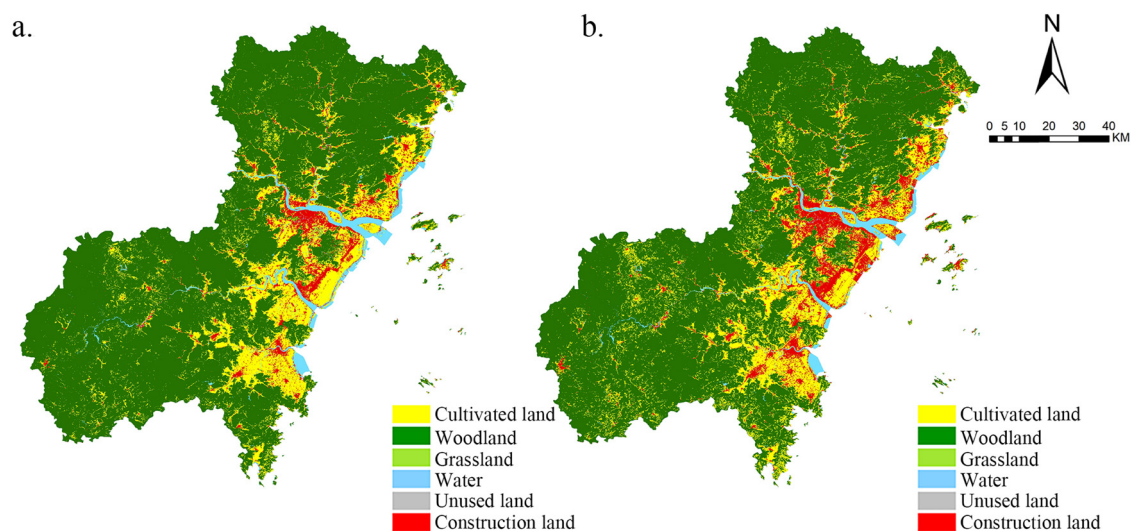 a.
b.
N
0 5 10 20 30 40
KM
Cultivated land
Woodland
Grassland
Water
Unused land
Construction land
Cultivated land
Woodland
Grassland
Water
Unused land
Construction land